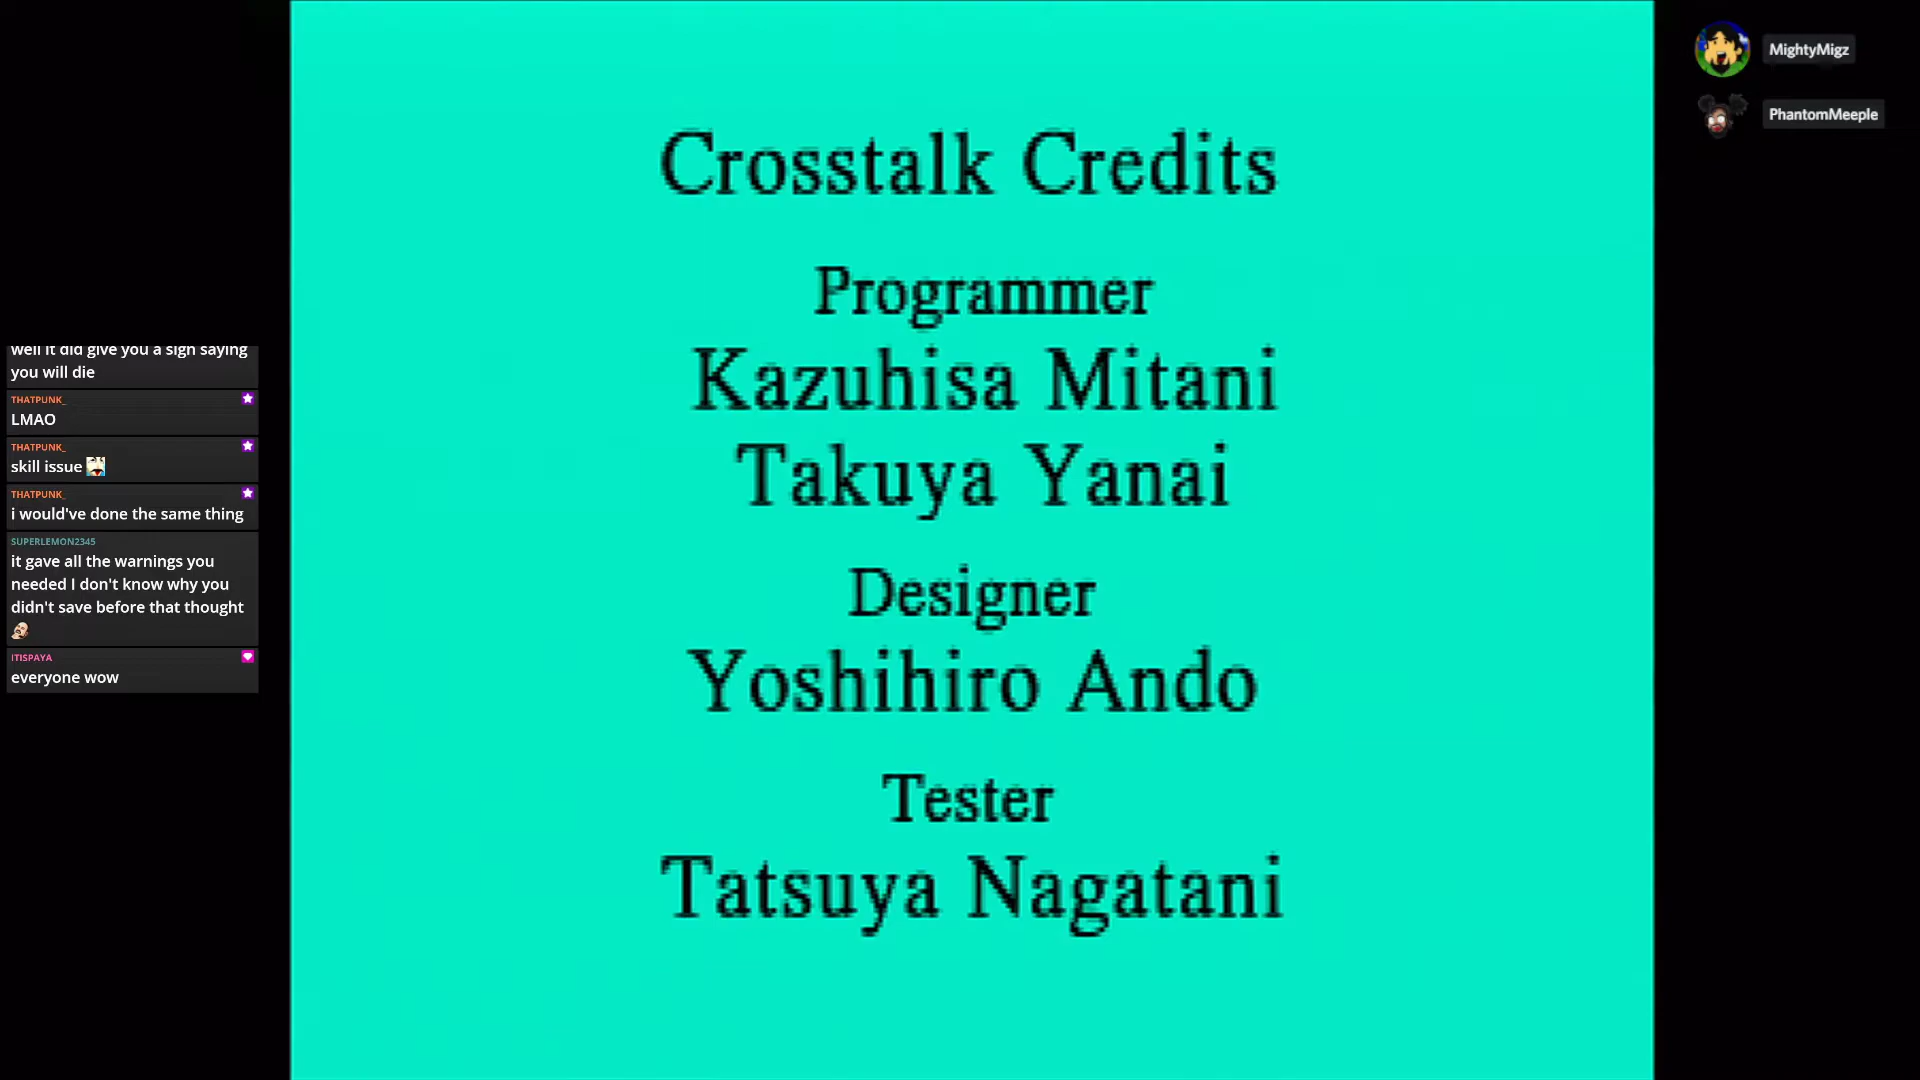 well it did give you a sign saying
you will die
THATPUNK_
LMAO
THATPUNK_
skill issue
THATPUNK_
i would've done the same thing
SUPERLEMON2345
it gave all the warnings you
needed I don't know why you
didn't save before that thought
ITISPAYA
everyone wow
Crosstalk Credits
Programmer
Kazuhisa Mitani
Takuya Yanai
Designer
Yoshihiro Ando
Tester
Tatsuya Nagatani
MightyMigz
PhantomMeeple